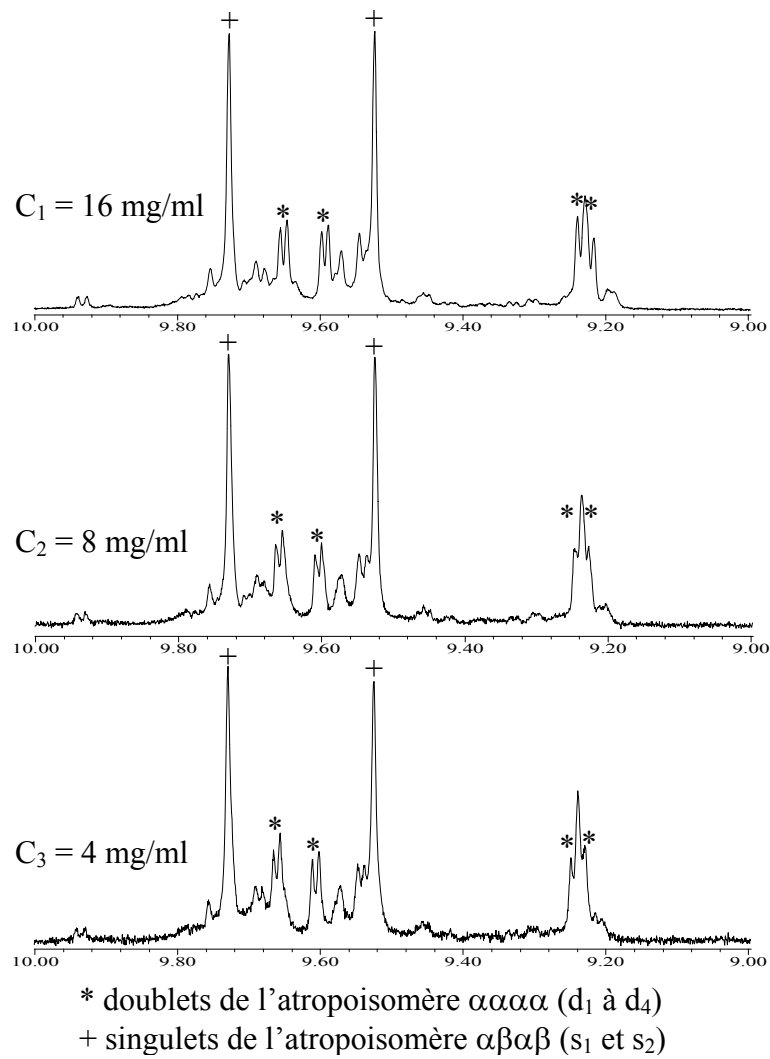 + +
C₁ = 16 mg/ml
* * * *
10.00 9.80 9.60 9.40 9.20 9.00
+ +
C₂ = 8 mg/ml
* * * *
10.00 9.80 9.60 9.40 9.20 9.00
+ +
C₃ = 4 mg/ml
* * * *
10.00 9.80 9.60 9.40 9.20 9.00
* doublets de l’atropoisomère αααα (d₁ à d₄)
+ singulets de l’atropoisomère αβαβ (s₁ et s₂)